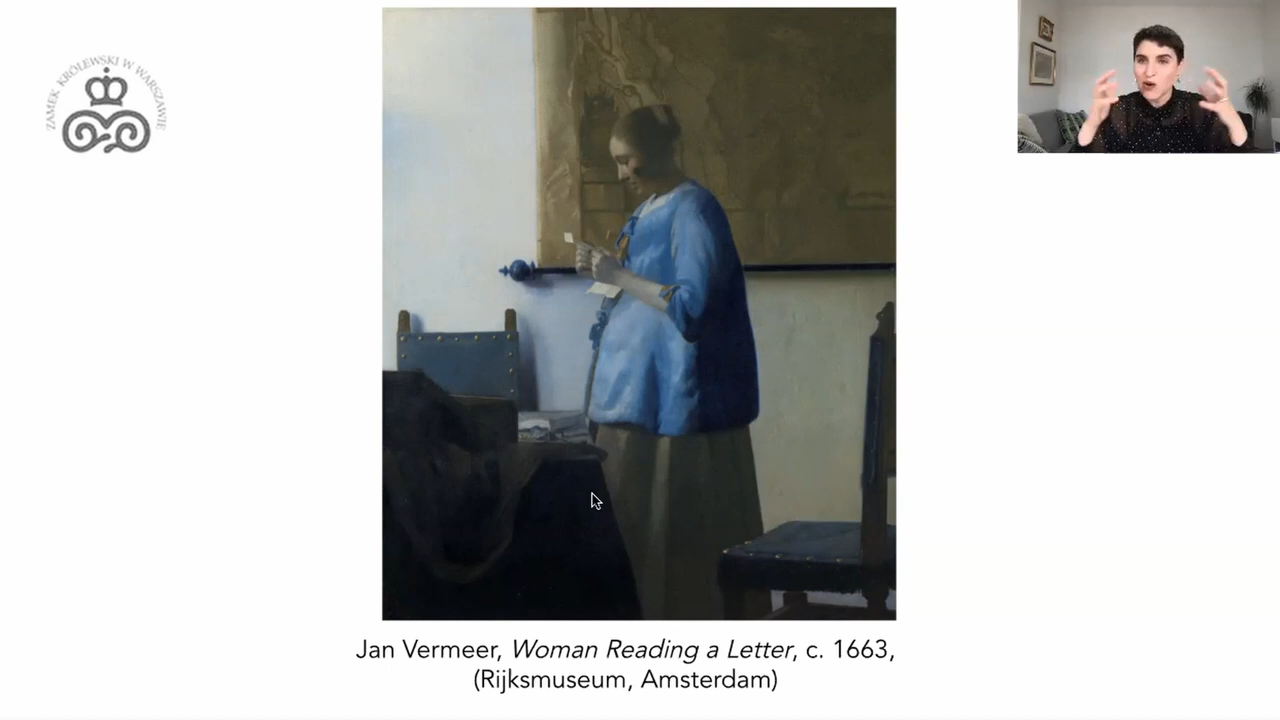 ZAMEK KRÓLEWSKI W WARSZAWIE
Jan Vermeer, Woman Reading a Letter, c. 1663,
(Rijksmuseum, Amsterdam)